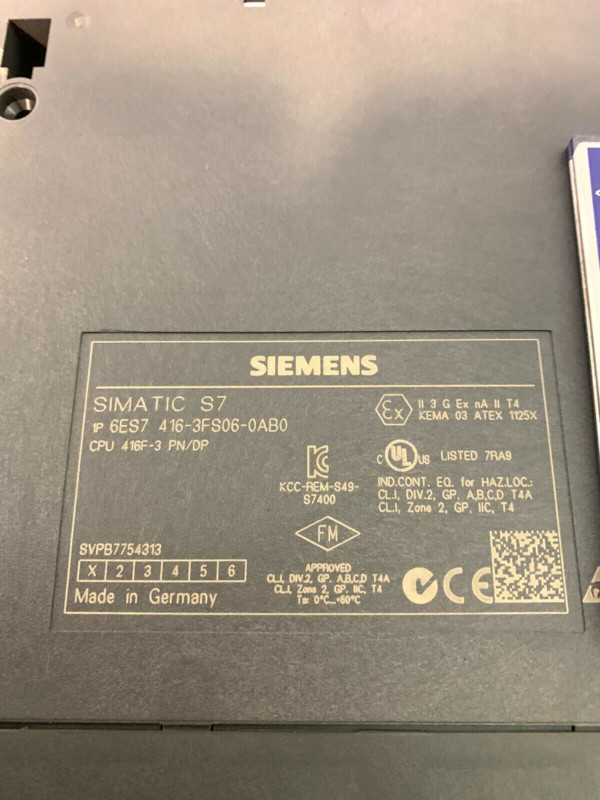 SIEMENS
SIMATIC S7
1P 6ES7 416-3FS06-0AB0
CPU 416F-3 PN/DP
Ex
II 3 G Ex nA II T4
KEMA 03 ATEX 1125X
KCC-REM-S49-
S7400
C UL US LISTED 7RA9
IND.CONT. EQ. for HAZ.LOC.:
CL.I, DIV.2, GP. A,B,C,D T4A
CL.I, Zone 2, GP. IIC, T4
FM
APPROVED
CL.I, DIV.2, GP. A,B,C,D T4A
CL.I, Zone 2, GP. IIC, T4
Ta: 0°C...+60°C
SVPB7754313
X 2 3 4 5 6
Made in Germany
CE